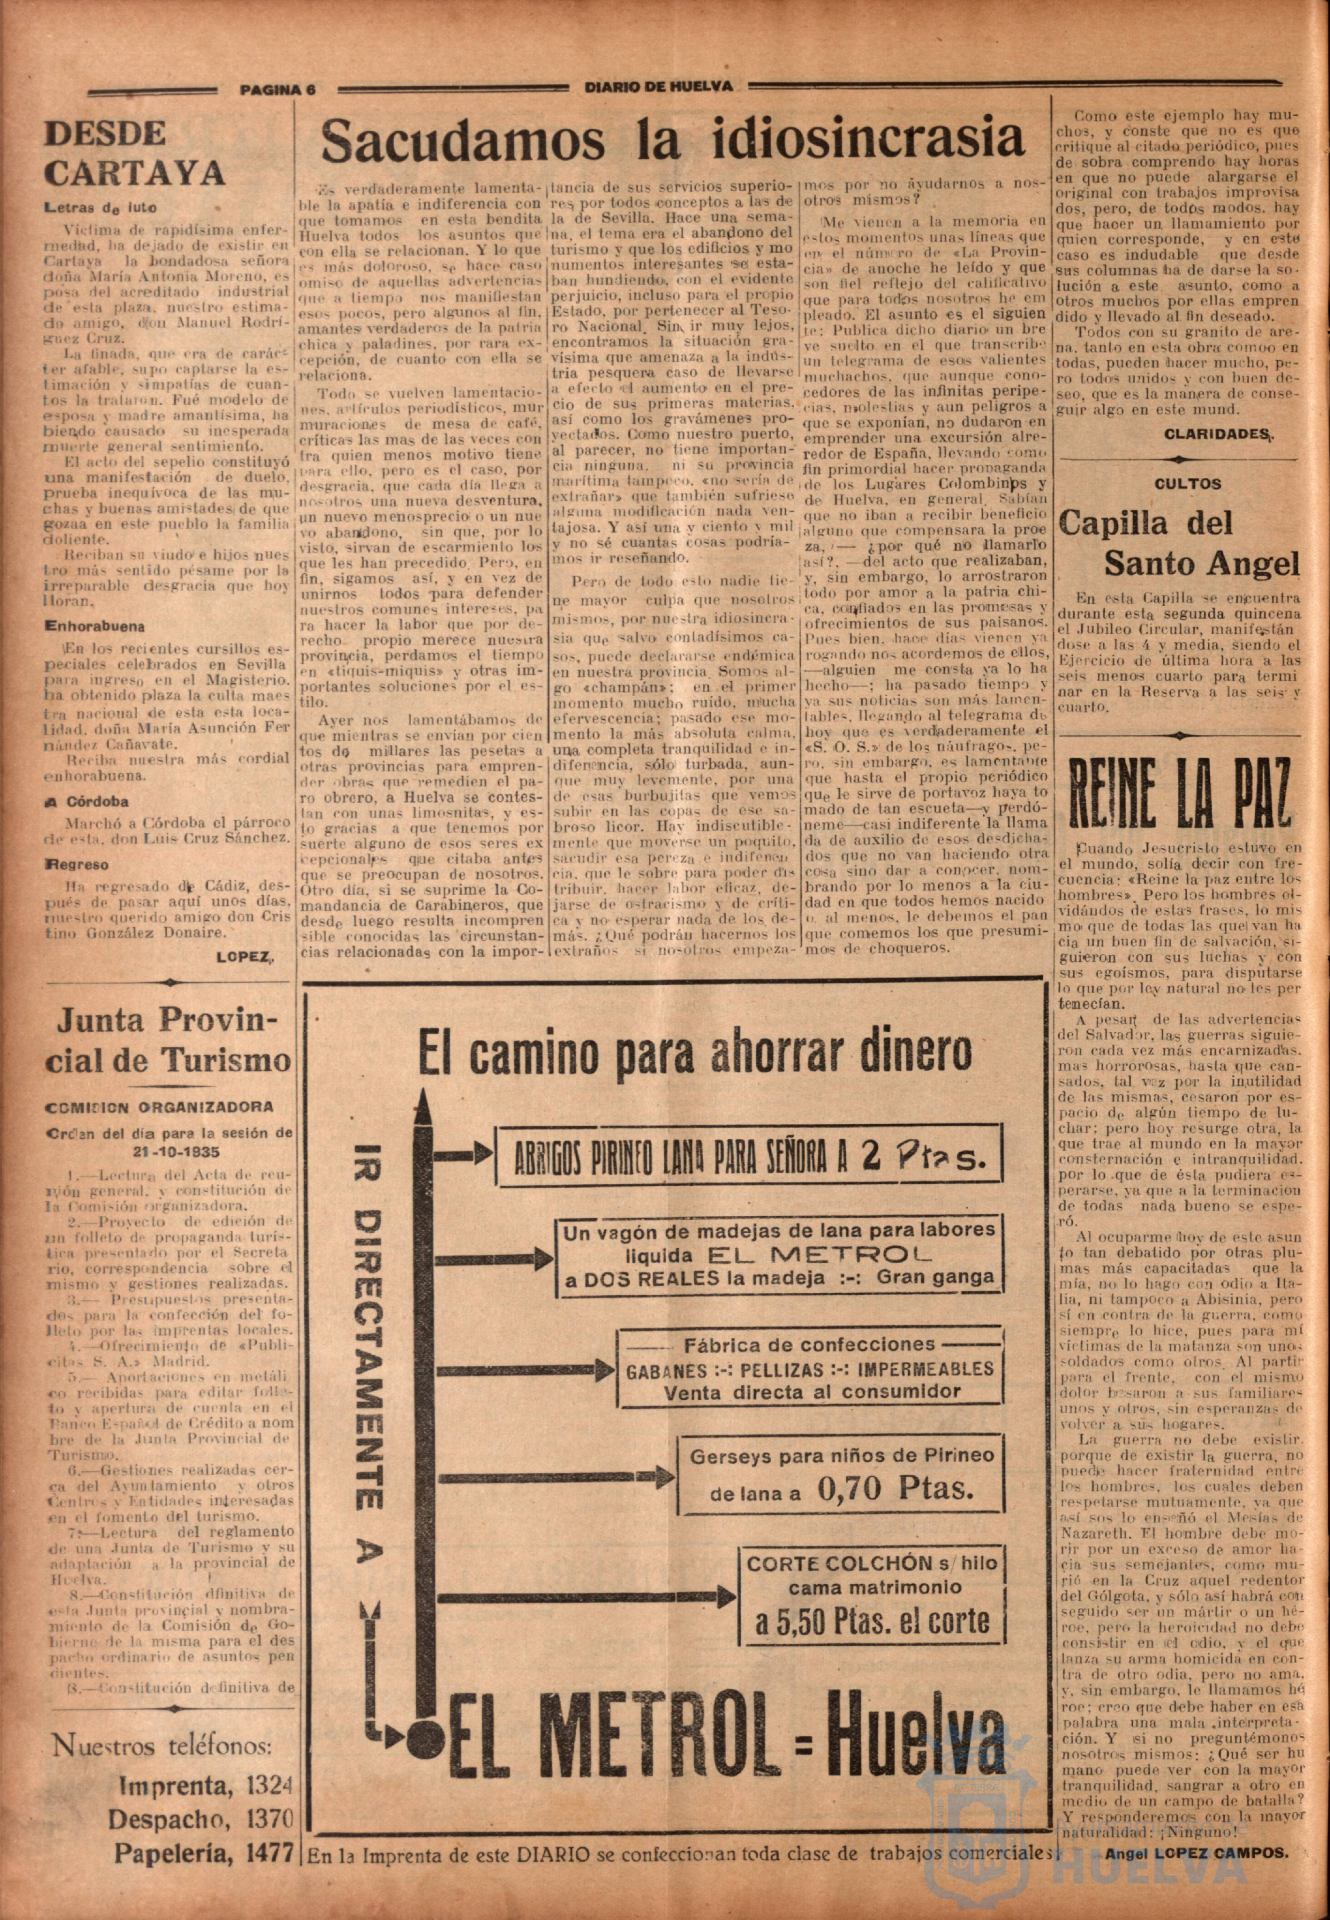 PAGINA 6
DIARIO DE HUELVA
DESDE
CARTAYA
Letras de luto
Víctima de rapidísima enfer-
medad, ha dejado de existir en
Cartaya la bondadosa señora
doña María Antonia Moreno, es
posa del acreditado industrial
de esta plaza, nuestro estima-
do amigo, don Manuel Rodrí-
guez Cruz.
La finada, que era de carác-
ter afable, supo captarse la es-
timación y simpatías de cuan-
tos la trataron. Fué modelo de
esposa y madre amantísima, ha
biendo causado su inesperada
muerte general sentimiento.
El acto del sepelio constituyó
una manifestación de duelo,
prueba inequívoca de las mu-
chas y buenas amistades de que
gozaa en este pueblo la familia
doliente.
Reciban su viudo e hijos nues
tro más sentido pésame por la
irreparable desgracia que hoy
lloran.
Enhorabuena
En los recientes cursillos es-
peciales celebrados en Sevilla
para ingreso en el Magisterio,
ha obtenido plaza la culta maes
tra nacional de esta esta loca-
lidad, doña María Asunción Fer
nández Cañavate.
Reciba nuestra más cordial
enhorabuena.
A Córdoba
Marchó a Córdoba el párroco
de esta, don Luis Cruz Sánchez.
Regreso
Ha regresado de Cádiz, des-
pués de pasar aquí unos días,
nuestro querido amigo don Cris
tino González Donaire.
LOPEZ.
Junta Provin-
cial de Turismo
COMISION ORGANIZADORA
Orden del día para la sesión de
21-10-1935
1.—Lectura del Acta de reu-
nión general, y constitución de
la Comisión organizadora.
2.—Proyecto de edición de
un folleto de propaganda turís-
tica presentado por el Secreta
rio, correspondencia sobre el
mismo y gestiones realizadas.
3.— Presupuestos presenta-
dos para la confección del fo-
lleto por las imprentas locales.
4.—Ofrecimiento de «Publi-
citas S. A.» Madrid.
5.— Aportaciones en metáli
co recibidas para editar folle-
to y apertura de cuenta en el
Banco Español de Crédito a nom
bre de la Junta Provincial de
Turismo.
6.—Gestiones realizadas cer-
ca del Ayuntamiento y otros
Centros y Entidades interesadas
en el fomento del turismo.
7.—Lectura del reglamento
de una Junta de Turismo y su
adaptación a la provincial de
Huelva.
8.—Constitución dfinitiva de
esta Junta provincial y nombra-
miento de la Comisión de Go-
bierno de la misma para el des
pacho ordinario de asuntos pen
dientes.
8.—Constitución definitiva de
Nuestros teléfonos:
Imprenta, 1324
Despacho, 1370
Papelería, 1477
Sacudamos la idiosincrasia
Es verdaderamente lamenta-
ble la apatía e indiferencia con
que tomamos en esta bendita
Huelva todos los asuntos que
con ella se relacionan. Y lo que
es más doloroso, se hace caso
omiso de aquellas advertencias
que a tiempo nos manifiestan
esos pocos, pero algunos al fin,
amantes verdaderos de la patria
chica y paladines, por rara ex-
cepción, de cuanto con ella se
relaciona.
Todo se vuelven lamentacio-
nes, artículos periodísticos, mur
muraciones de mesa de café,
críticas las mas de las veces con
tra quien menos motivo tiene
para ello, pero es el caso, por
desgracia, que cada día llega a
nosotros una nueva desventura,
un nuevo menosprecio o un nue
vo abandono, sin que, por lo
visto, sirvan de escarmiento los
que les han precedido. Pero, en
fin, sigamos así, y en vez de
unirnos todos para defender
nuestros comunes intereses, pa
ra hacer la labor que por de-
recho propio merece nuestra
provincia, perdamos el tiempo
en «tiquis-miquis» y otras im-
portantes soluciones por el es-
tilo.
Ayer nos lamentábamos de
que mientras se envían por cien
tos de millares las pesetas a
otras provincias para empren-
der obras que remedien el pa-
ro obrero, a Huelva se contes-
tan con unas limosnitas, y es-
to gracias a que tenemos por
suerte alguno de esos seres ex
cepcionales que citaba antes
que se preocupan de nosotros.
Otro día, si se suprime la Co-
mandancia de Carabineros, que
desde luego resulta incompren
sible conocidas las circunstan-
cias relacionadas con la impor-
tancia de sus servicios superio-
res por todos conceptos a las de
la de Sevilla. Hace una sema-
na, el tema era el abandono del
turismo y que los edificios y mo
numentos interesantes se esta-
ban hundiendo, con el evidente
perjuicio, incluso para el propio
Estado, por pertenecer al Teso-
ro Nacional. Sin ir muy lejos,
encontramos la situación gra-
vísima que amenaza a la indús-
tria pesquera caso de llevarse
a efecto el aumento en el pre-
cio de sus primeras materias,
así como los gravámenes pro-
yectados. Como nuestro puerto,
al parecer, no tiene importan-
cia ninguna, ni su provincia
marítima tampoco, «no sería de
extrañar» que también sufriese
alguna modificación nada ven-
tajosa. Y así una y ciento y mil
y no sé cuantas cosas podría-
mos ir reseñando.
Pero de todo esto nadie tie-
ne mayor culpa que nosotros
mismos, por nuestra idiosincra-
sia que salvo contadísimos ca-
sos, puede declararse endémica
en nuestra provincia. Somos al-
go «champán»: en el primer
momento mucho ruído, mucha
efervescencia; pasado ese mo-
mento la más absoluta calma,
una completa tranquilidad e in-
diferencia, sólo turbada, aun-
que muy levemente, por una
de esas burbujitas que vemos
subir en las copas de ese sa-
broso licor. Hay indiscutible-
mente que moverse un poquito,
sacudir esa pereza e indiferen
cia, que le sobre para poder dis
tribuir, hacer labor eficaz, de-
jarse de ostracismo y de críti-
ca y no esperar nada de los de-
más. ¿Qué podrán hacernos los
extraños si nosotros empeza-
mos por no áyudarnos a nos-
otros mismos?
Me vienen a la memoria en
estos momentos unas líneas que
en el número de «La Provin-
cia» de anoche he leído y que
son fiel reflejo del calificativo
que para todos nosotros he em
pleado. El asunto es el siguien
te: Publica dicho diario un bre
ve suelto en el que transcribe
un telegrama de esos valientes
muchachos, que aunque cono-
cedores de las infinitas peripe-
cias, molestias y aun peligros a
que se exponían, no dudaron en
emprender una excursión alre-
redor de España, llevando como
fin primordial hacer propaganda
de los Lugares Colombinos y
de Huelva, en general. Sabían
que no iban a recibir beneficio
alguno que compensara la proe
za, — ¿por qué no llamarlo
así?, —del acto que realizaban,
y, sin embargo, lo arrostraron
todo por amor a la patria chi-
ca, confiados en las promesas y
ofrecimientos de sus paisanos.
Pues bien, hace días vienen ya
rogando nos acordemos de ellos,
—alguien me consta ya lo ha
hecho—; ha pasado tiempo y
ya sus noticias son más lamen-
tables, llegando al telegrama de
hoy que es verdaderamente el
«S. O. S.» de los náufragos, pe-
ro, sin embargo, es lamentable
que hasta el propio periódico
que le sirve de portavoz haya to
mado de tan escueta—y perdó-
neme—casi indiferente la llama
da de auxilio de esos desdicha-
dos que no van haciendo otra
cosa sino dar a conocer, nom-
brando por lo menos a la ciu-
dad en que todos hemos nacido
o, al menos, le debemos el pan
que comemos los que presumi-
mos de choqueros.
Como este ejemplo hay mu-
chos, y conste que no es que
critique al citado periódico, pues
de sobra comprendo hay horas
en que no puede alargarse el
original con trabajos improvisa
dos, pero, de todos modos, hay
que hacer un llamamiento por
quien corresponde, y en este
caso es indudable que desde
sus columnas ha de darse la so-
lución a este asunto, como a
otros muchos por ellas empren
dido y llevado al fin deseado.
Todos con su granito de are-
na, tanto en esta obra comoo en
todas, pueden hacer mucho, pe-
ro todos unidos y con buen de-
seo, que es la manera de conse-
guir algo en este mund.
CLARIDADES.
CULTOS
Capilla del
Santo Angel
En esta Capilla se encuentra
durante esta segunda quincena
el Jubileo Circular, manifestán
dose a las 4 y media, siendo el
Ejercicio de última hora a las
seis menos cuarto para termi
nar en la Reserva a las seis y
cuarto.
REINE LA PAZ
Cuando Jesucristo estuvo en
el mundo, solía decir con fre-
cuencia: «Reine la paz entre los
hombres». Pero los hombres ol-
vidándos de estas frases, lo mis
mo que de todas las que van ha
cia un buen fin de salvación, si-
guieron con sus luchas y con
sus egoísmos, para disputarse
lo que por ley natural no les per
tenecían.
A pesar de las advertencias
del Salvador, las guerras siguie-
ron cada vez más encarnizadas.
mas horrorosas, hasta que can-
sados, tal vez por la inutilidad
de las mismas, cesaron por es-
pacio de algún tiempo de lu-
char; pero hoy resurge otra, la
que trae al mundo en la mayor
consternación e intranquilidad.
por lo que de ésta pudiera es-
perarse, ya que a la terminación
de todas nada bueno se espe-
ró.
Al ocuparme hoy de este asun
to tan debatido por otras plu-
mas más capacitadas que la
mía, no lo hago con odio a Ita-
lia, ni tampoco a Abisinia, pero
sí en contra de la guerra, como
siempre lo hice, pues para mí
víctimas de la matanza son unos
soldados como otros. Al partir
para el frente, con el mismo
dolor besaron a sus familiares
unos y otros, sin esperanzas de
volver a sus hogares.
La guerra no debe existir.
porque de existir la guerra, no
puede hacer fraternidad entre
los hombres, los cuales deben
respetarse mutuamente, ya que
así sos lo enseñó el Mesías de
Nazareth. El hombre debe mo-
rir por un exceso de amor ha-
cia sus semejantes, como mu-
rió en la Cruz aquel redentor
del Gólgota, y sólo así habrá con
seguido ser un mártir o un hé-
roe, pero la heroicidad no debe
consistir en el odio, y el que
lanza su arma homicida en con-
tra de otro odia, pero no ama,
y, sin embargo, le llamamos hé
roe; creo que debe haber en esa
palabra una mala interpreta-
ción. Y si no preguntémonos
nosotros mismos: ¿Qué ser hu
mano puede ver con la mayor
tranquilidad, sangrar a otro en
medio de un campo de batalla?
Y responderemos con la mayor
naturalidad: ¡Ninguno!
Angel LOPEZ CAMPOS.
El camino para ahorrar dinero
IR DIRECTAMENTE A
ABRIGOS PIRINEO LANA PARA SEÑORA A 2 Ptas.
Un vagón de madejas de lana para labores
liquida EL METROL
a DOS REALES la madeja :-: Gran ganga
Fábrica de confecciones
GABANES :-: PELLIZAS :-: IMPERMEABLES
Venta directa al consumidor
Gerseys para niños de Pirineo
de lana a 0,70 Ptas.
CORTE COLCHÓN s/ hilo
cama matrimonio
a 5,50 Ptas. el corte
EL METROL = Huelva
En la Imprenta de este DIARIO se confeccionan toda clase de trabajos comerciales
HUELVA